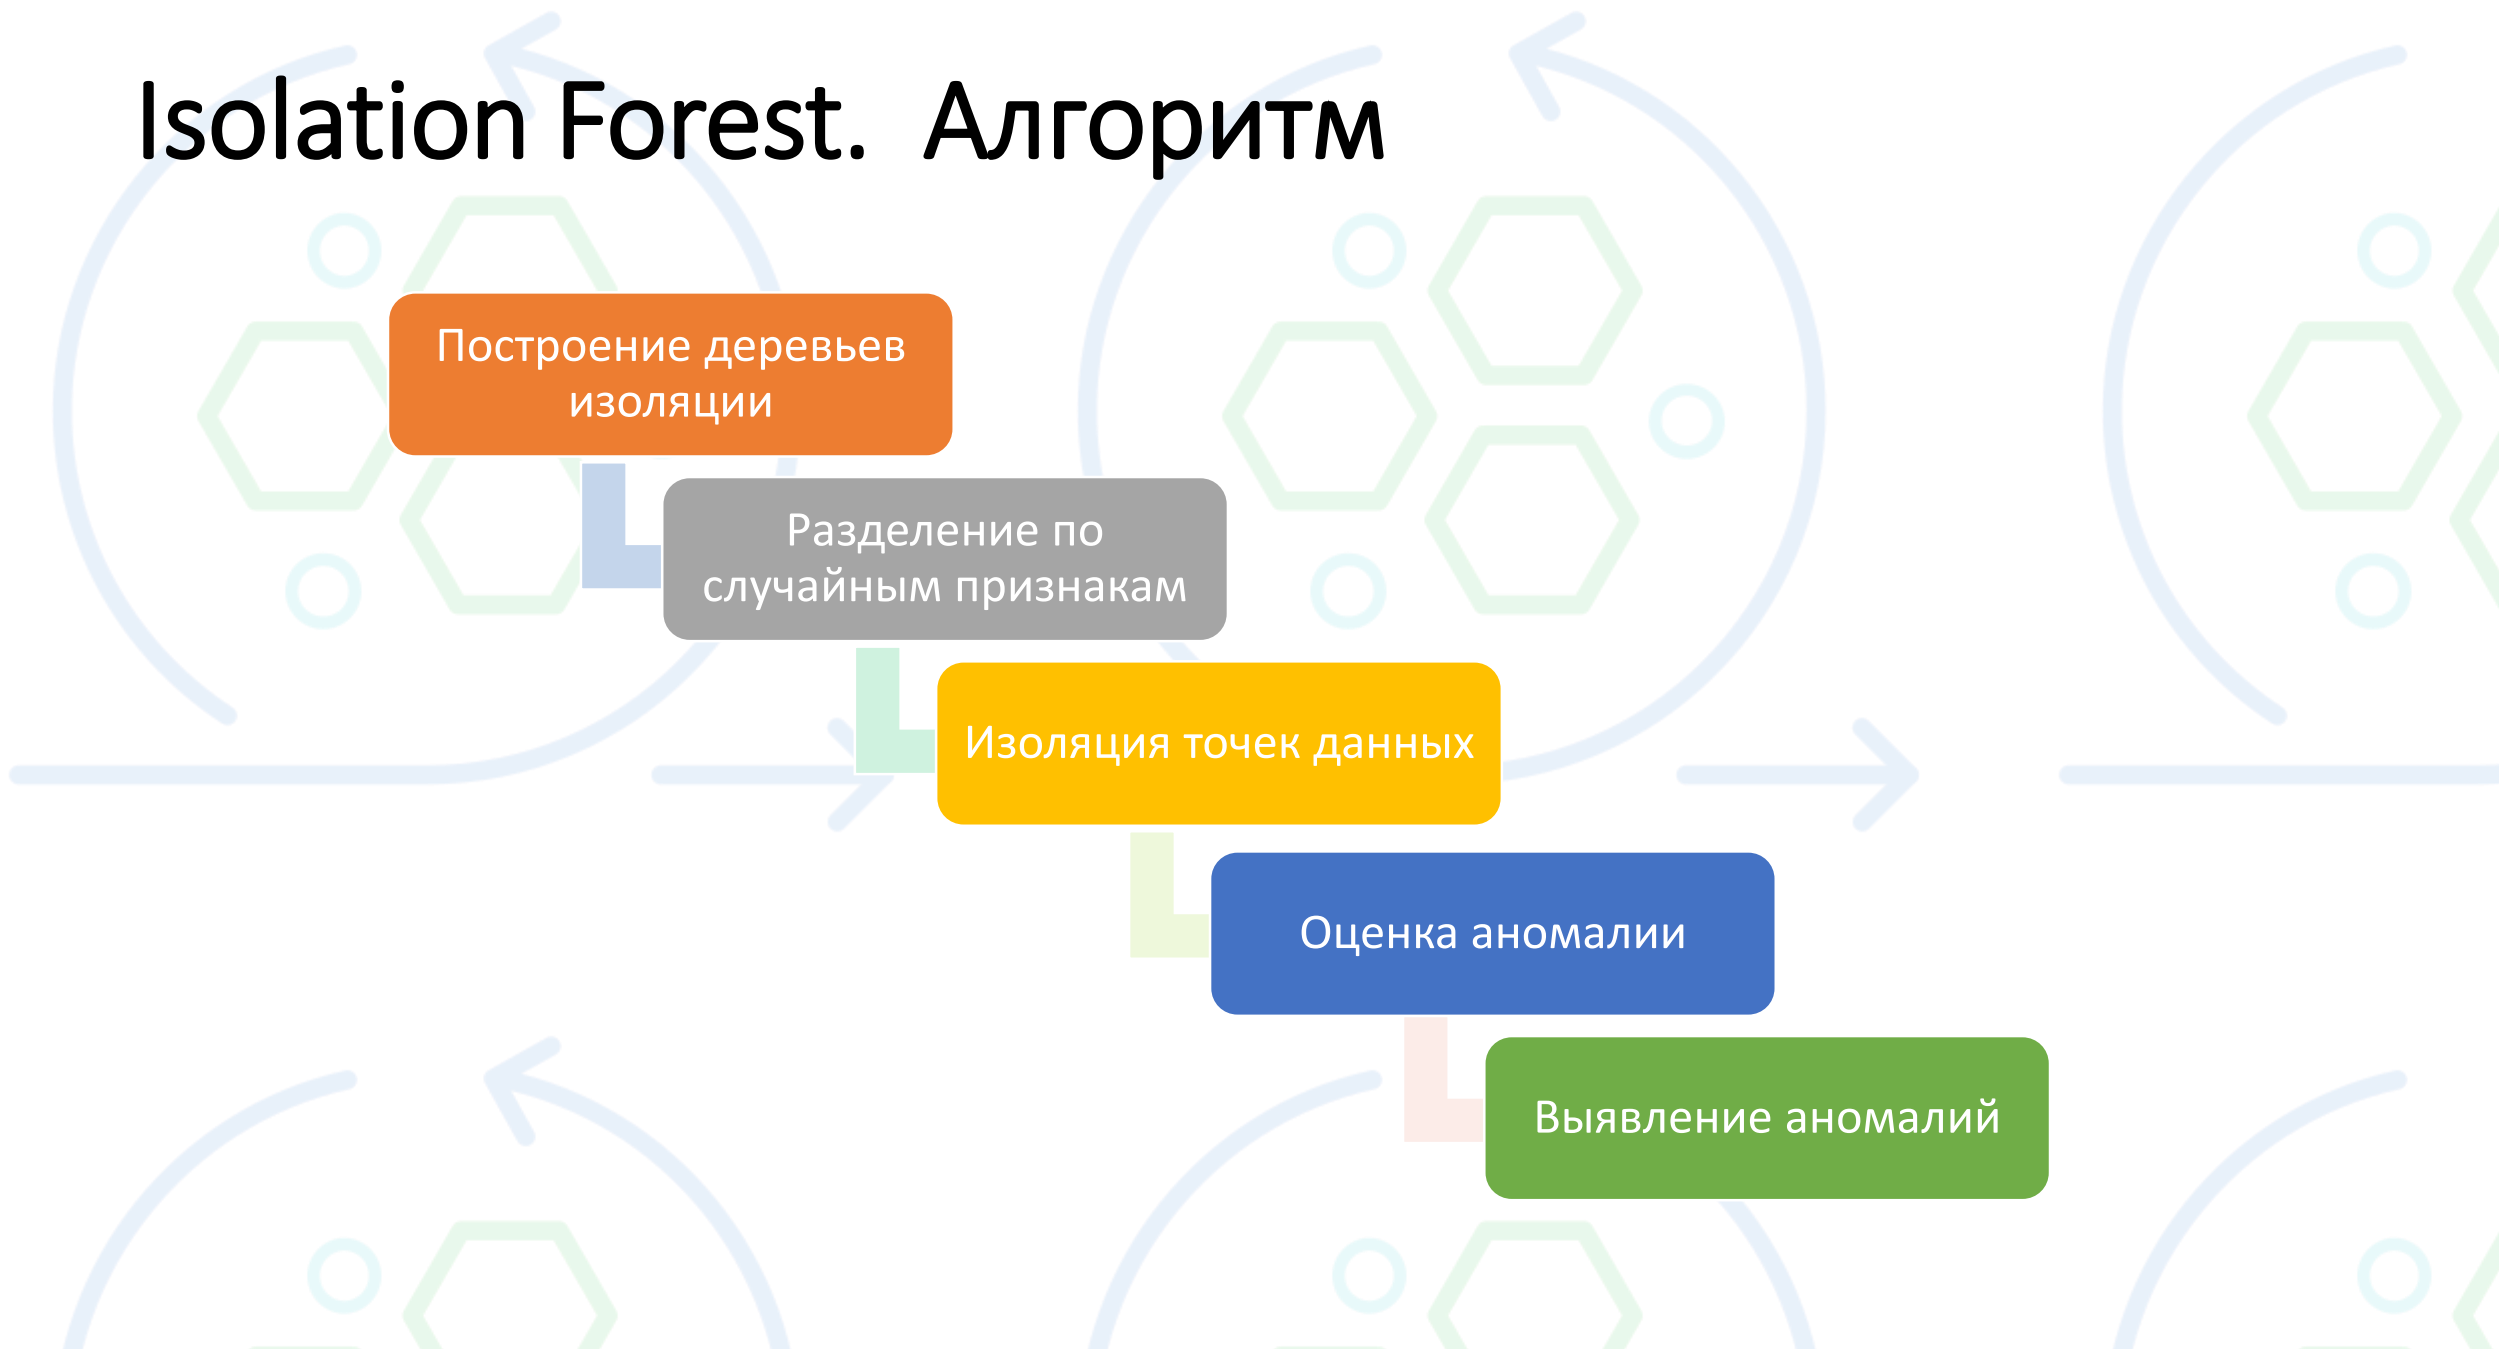 Isolation Forest. Алгоритм
Построение деревьев
изоляции
Разделение по
случайным признакам
Изоляция точек данных
Оценка аномалии
Выявление аномалий